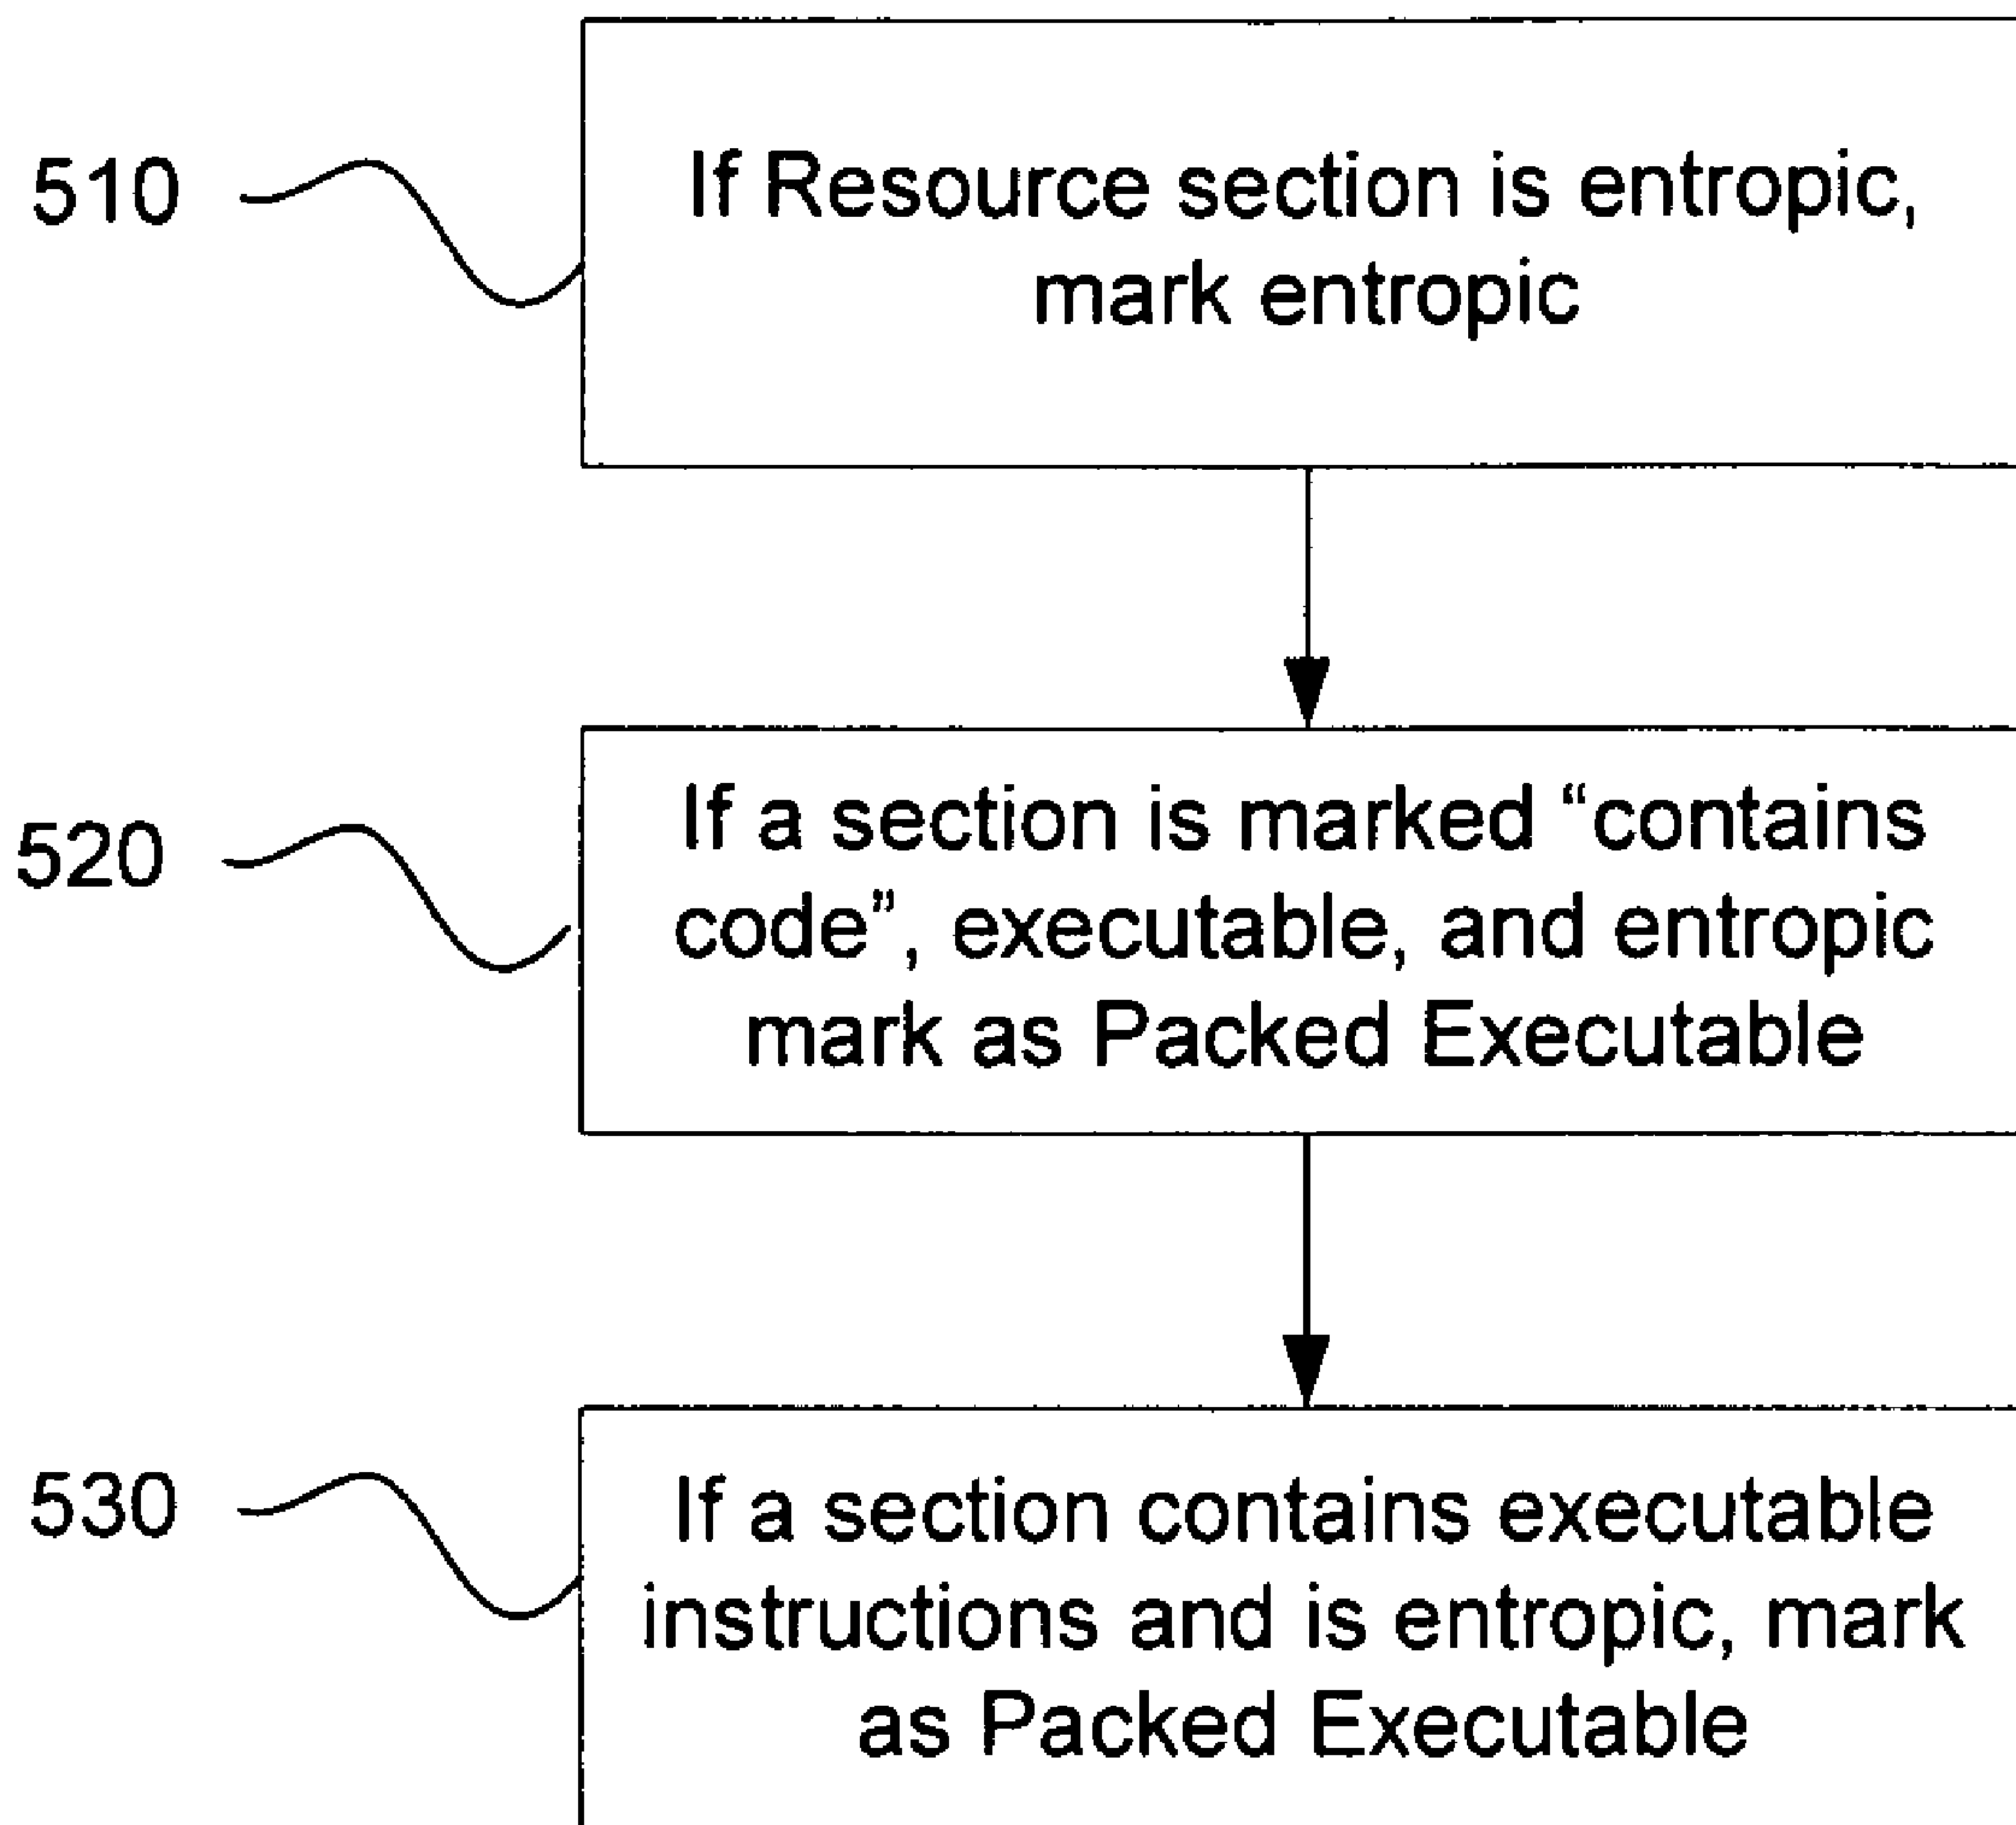 510
If Resource section is entropic,
mark entropic
520
If a section is marked “contains
code”, executable, and entropic
mark as Packed Executable
530
If a section contains executable
instructions and is entropic, mark
as Packed Executable